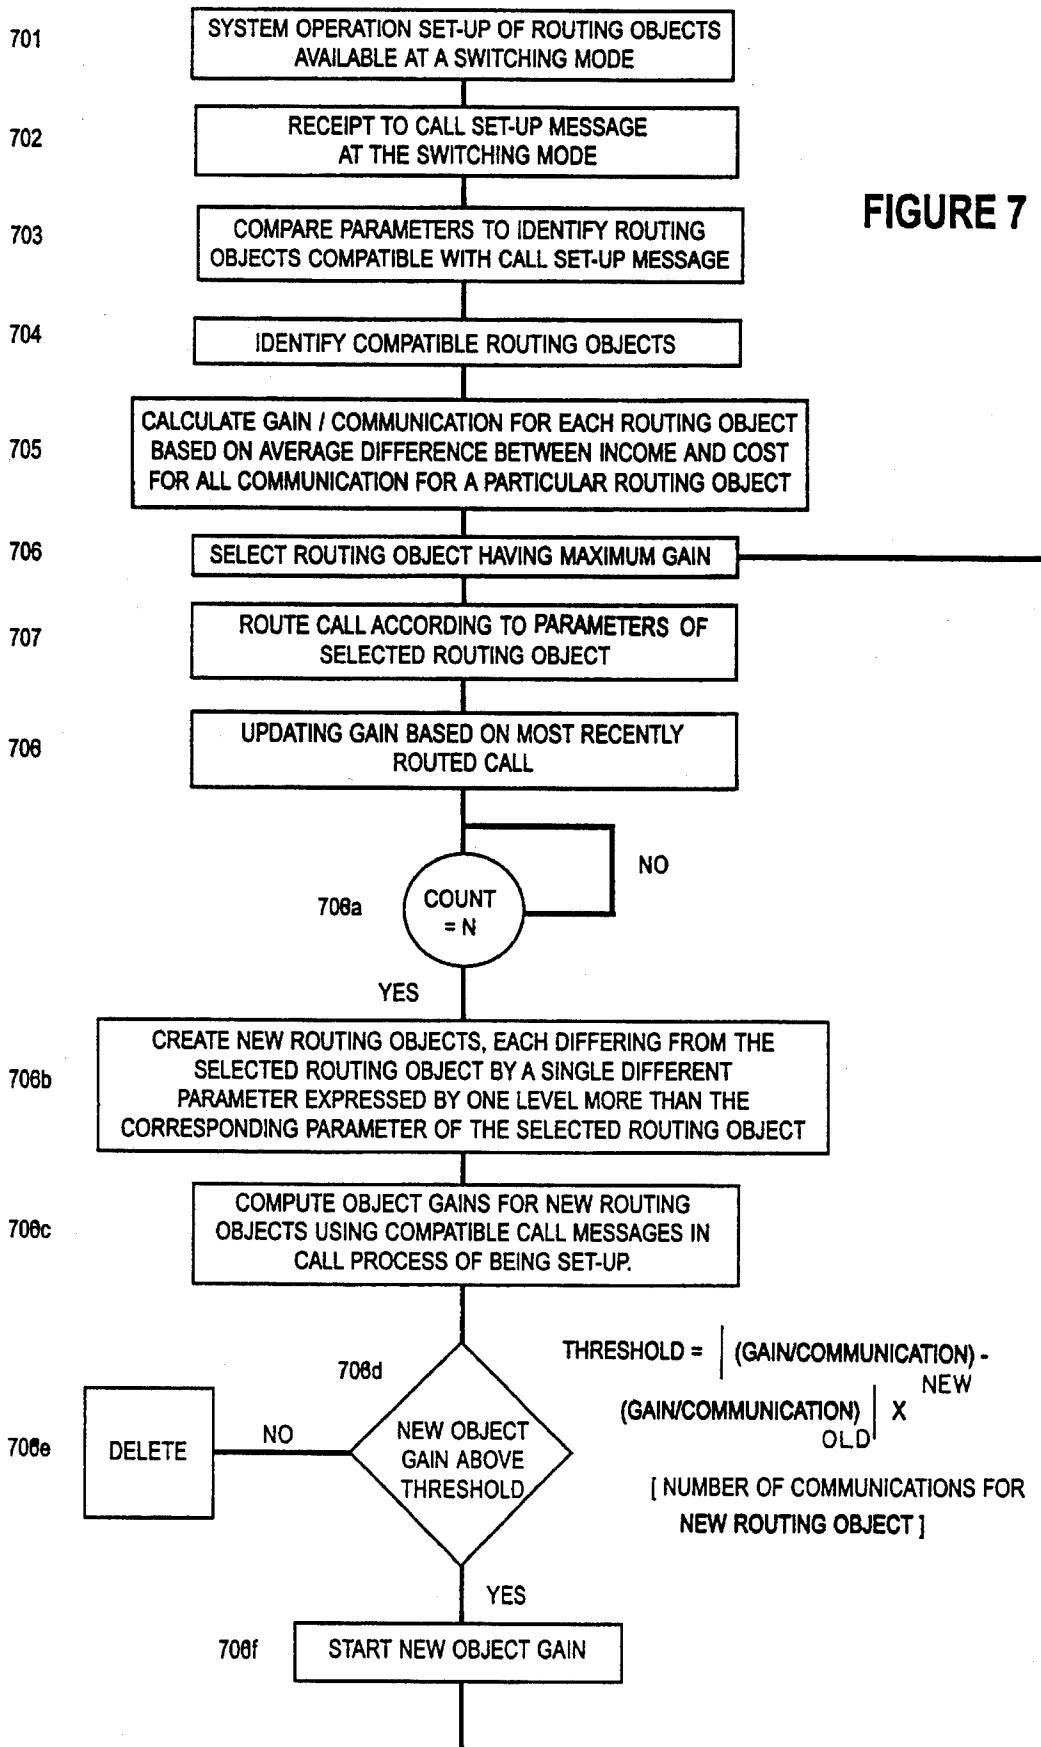 701
SYSTEM OPERATION SET-UP OF ROUTING OBJECTS
AVAILABLE AT A SWITCHING MODE
702
RECEIPT TO CALL SET-UP MESSAGE
AT THE SWITCHING MODE
FIGURE 7
703
COMPARE PARAMETERS TO IDENTIFY ROUTING
OBJECTS COMPATIBLE WITH CALL SET-UP MESSAGE
704
IDENTIFY COMPATIBLE ROUTING OBJECTS
705
CALCULATE GAIN / COMMUNICATION FOR EACH ROUTING OBJECT
BASED ON AVERAGE DIFFERENCE BETWEEN INCOME AND COST
FOR ALL COMMUNICATION FOR A PARTICULAR ROUTING OBJECT
706
SELECT ROUTING OBJECT HAVING MAXIMUM GAIN
707
ROUTE CALL ACCORDING TO PARAMETERS OF
SELECTED ROUTING OBJECT
708
UPDATING GAIN BASED ON MOST RECENTLY
ROUTED CALL
NO
708a
COUNT
= N
YES
708b
CREATE NEW ROUTING OBJECTS, EACH DIFFERING FROM THE
SELECTED ROUTING OBJECT BY A SINGLE DIFFERENT
PARAMETER EXPRESSED BY ONE LEVEL MORE THAN THE
CORRESPONDING PARAMETER OF THE SELECTED ROUTING OBJECT
708c
COMPUTE OBJECT GAINS FOR NEW ROUTING
OBJECTS USING COMPATIBLE CALL MESSAGES IN
CALL PROCESS OF BEING SET-UP.
708d
THRESHOLD = | (GAIN/COMMUNICATION) -
NEW
(GAIN/COMMUNICATION) | X
OLD
[ NUMBER OF COMMUNICATIONS FOR
NEW ROUTING OBJECT ]
708e
DELETE
NO
NEW OBJECT
GAIN ABOVE
THRESHOLD
YES
708f
START NEW OBJECT GAIN